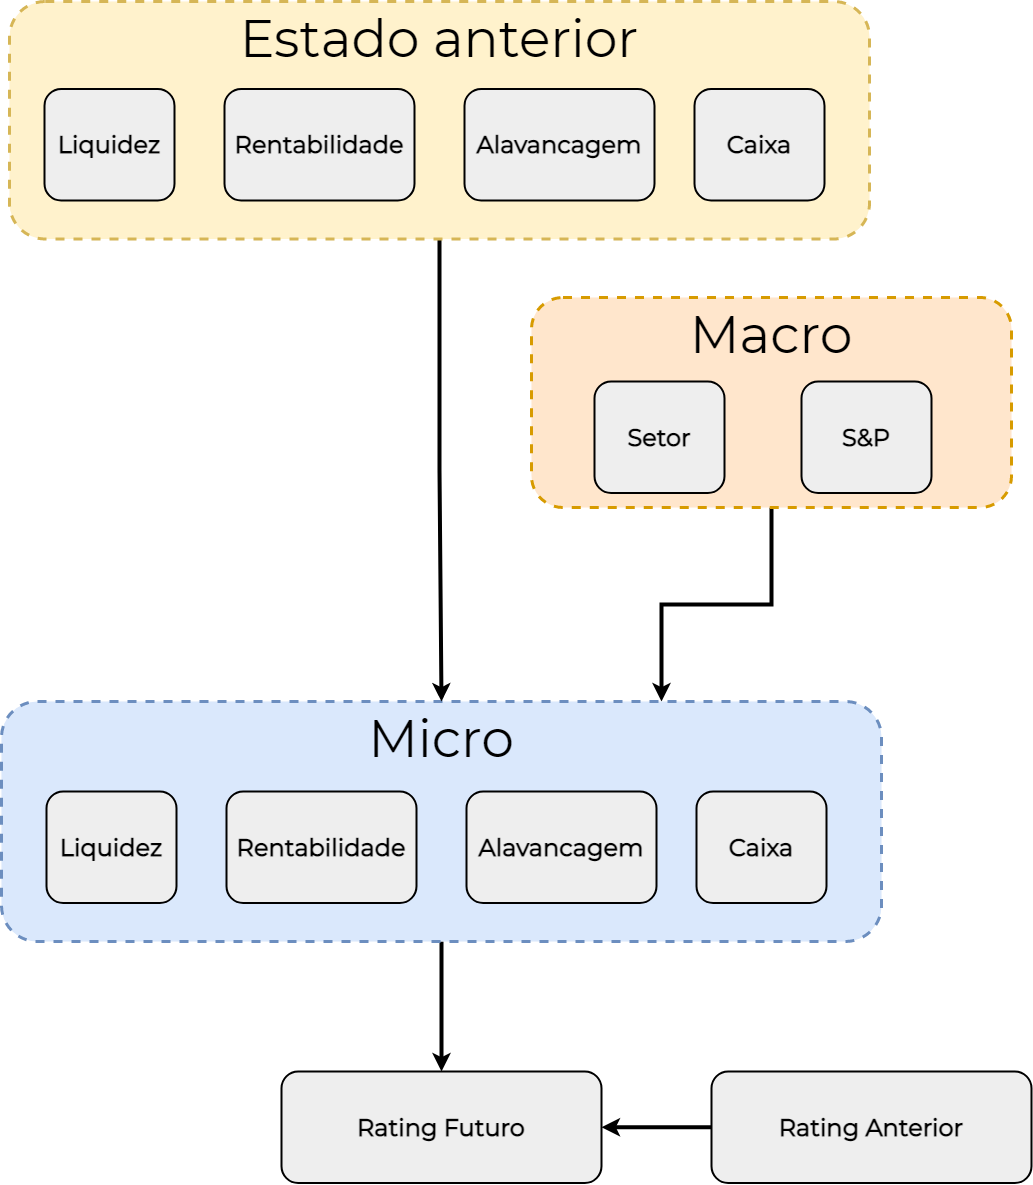 Estado anterior
Liquidez
Rentabilidade
Alavancagem
Caixa
Macro
Setor
S&P
Micro
Liquidez
Rentabilidade
Alavancagem
Caixa
Rating Futuro
Rating Anterior